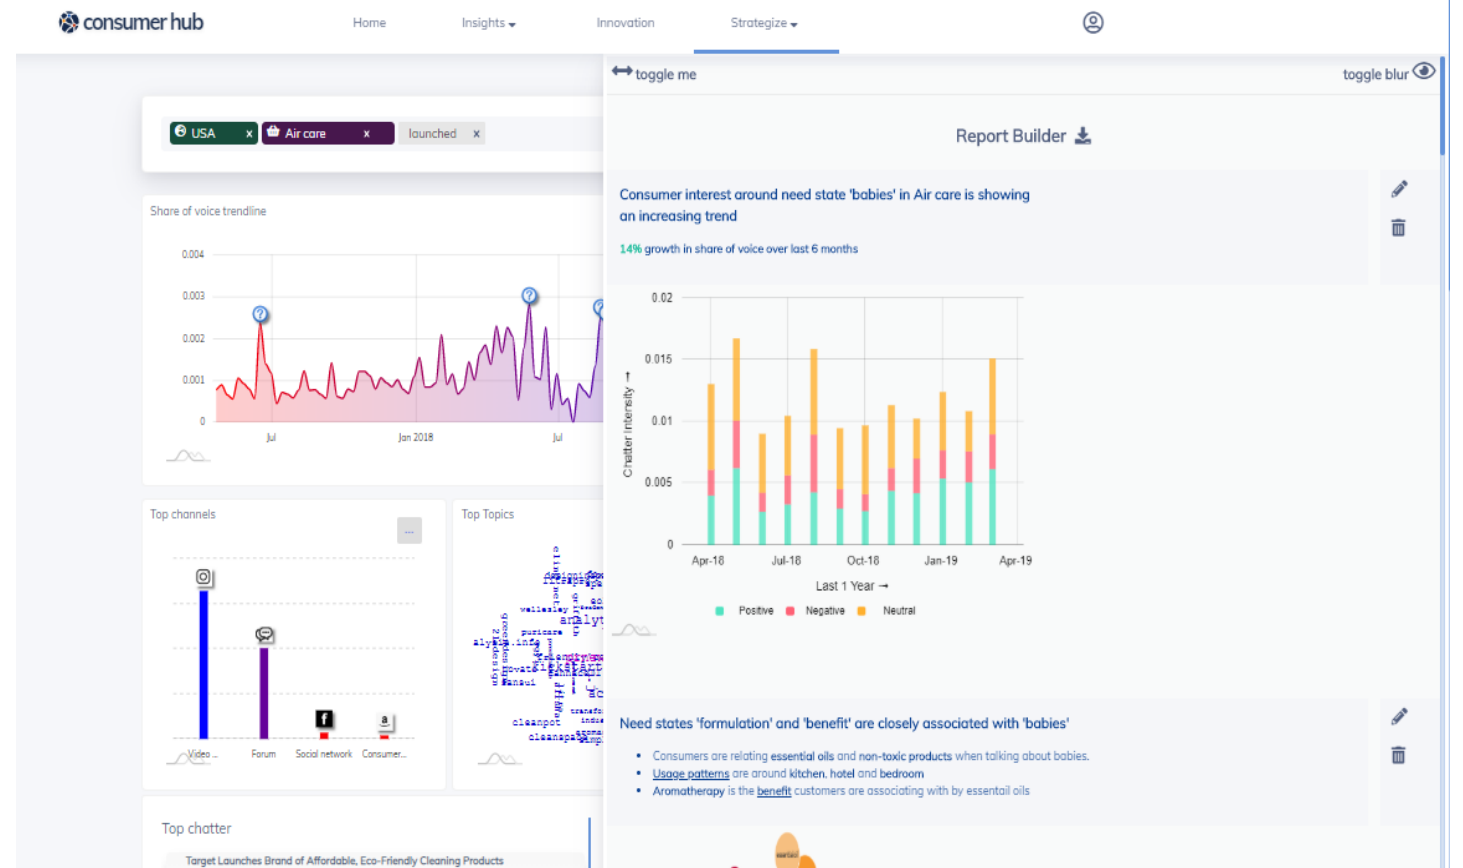 consumer hub
Home
Insights
Innovation
Strategize
toggle me
toggle blur
USA x
Air care x
launched x
Report Builder
Share of voice trendline
0.004
0.003
0.002
0.001
0
Jul
Jan 2018
Jul
Top channels
...
Video ...
Forum
Social network
Consumer...
Top Topics
wellesley
analyt
puricare
cleanpot
Top chatter
Target Launches Brand of Affordable, Eco-Friendly Cleaning Products
Consumer interest around need state 'babies' in Air care is showing
an increasing trend
14% growth in share of voice over last 6 months
Chatter intensity →
0.02
0.015
0.01
0.005
0
Apr-18
Jul-18
Oct-18
Jan-19
Apr-19
Last 1 Year →
Positive
Negative
Neutral
Need states 'formulation' and 'benefit' are closely associated with 'babies'
• Consumers are relating essential oils and non-toxic products when talking about babies.
• Usage patterns are around kitchen, hotel and bedroom
• Aromatherapy is the benefit customers are associating with by essentail oils